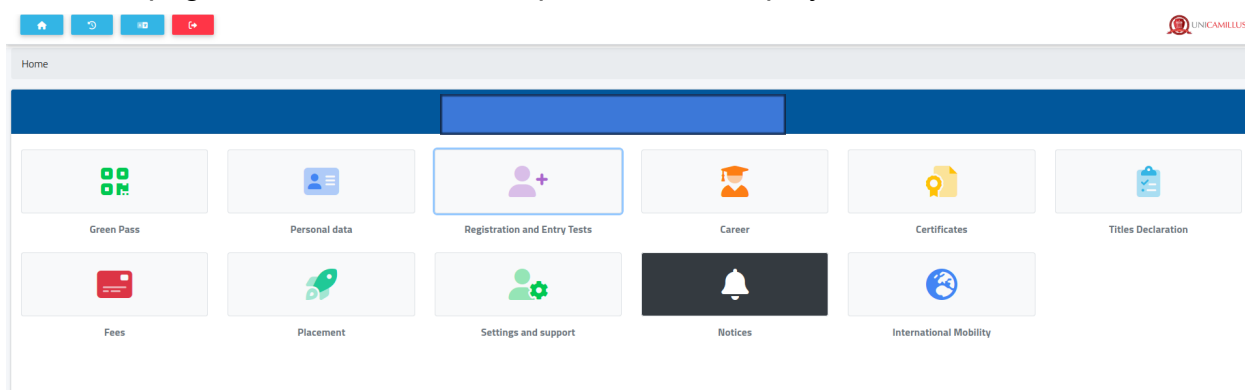 UNICAMILLUS
Home
Green Pass
Personal data
Registration and Entry Tests
Career
Certificates
Titles Declaration
Fees
Placement
Settings and support
Notices
International Mobility